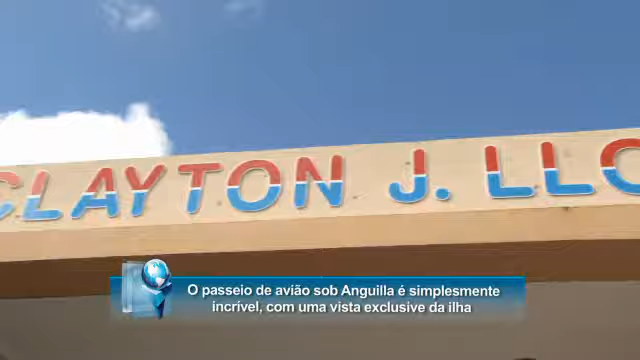 CLAYTON J. LLO
O passeio de avião sob Anguilla é simplesmente
incrível, com uma vista exclusive da ilha